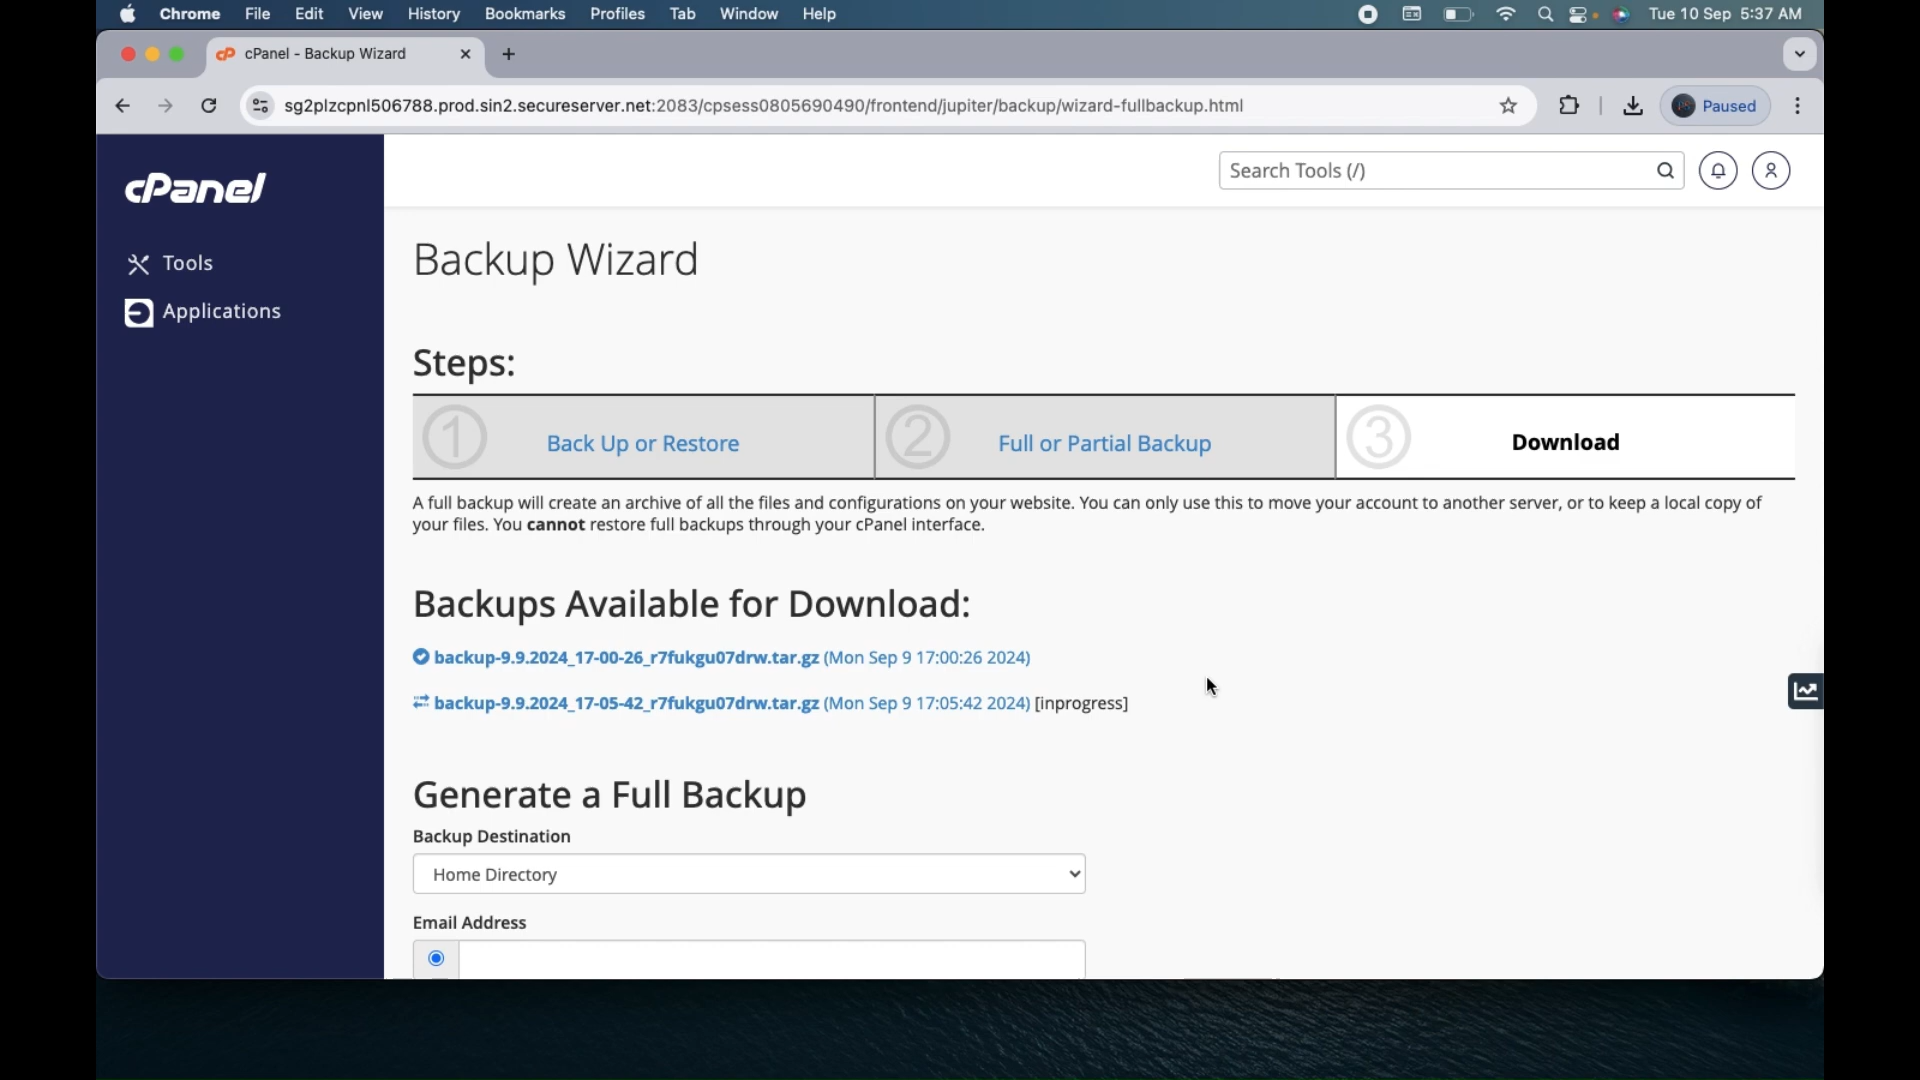 Chrome File Edit View History Bookmarks Profiles Tab Window Help Tue 10 Sep 5:37 AM
cPanel - Backup Wizard
sg2plzcpnl506788.prod.sin2.secureserver.net:2083/cpsess0805690490/frontend/jupiter/backup/wizard-fullbackup.html Paused
cPanel
Search Tools (/)
Tools
Applications
Backup Wizard
Steps:
1 Back Up or Restore 2 Full or Partial Backup 3 Download
A full backup will create an archive of all the files and configurations on your website. You can only use this to move your account to another server, or to keep a local copy of
your files. You cannot restore full backups through your cPanel interface.
Backups Available for Download:
backup-9.9.2024_17-00-26_r7fukgu07drw.tar.gz (Mon Sep 9 17:00:26 2024)
backup-9.9.2024_17-05-42_r7fukgu07drw.tar.gz (Mon Sep 9 17:05:42 2024) [inprogress]
Generate a Full Backup
Backup Destination
Home Directory
Email Address